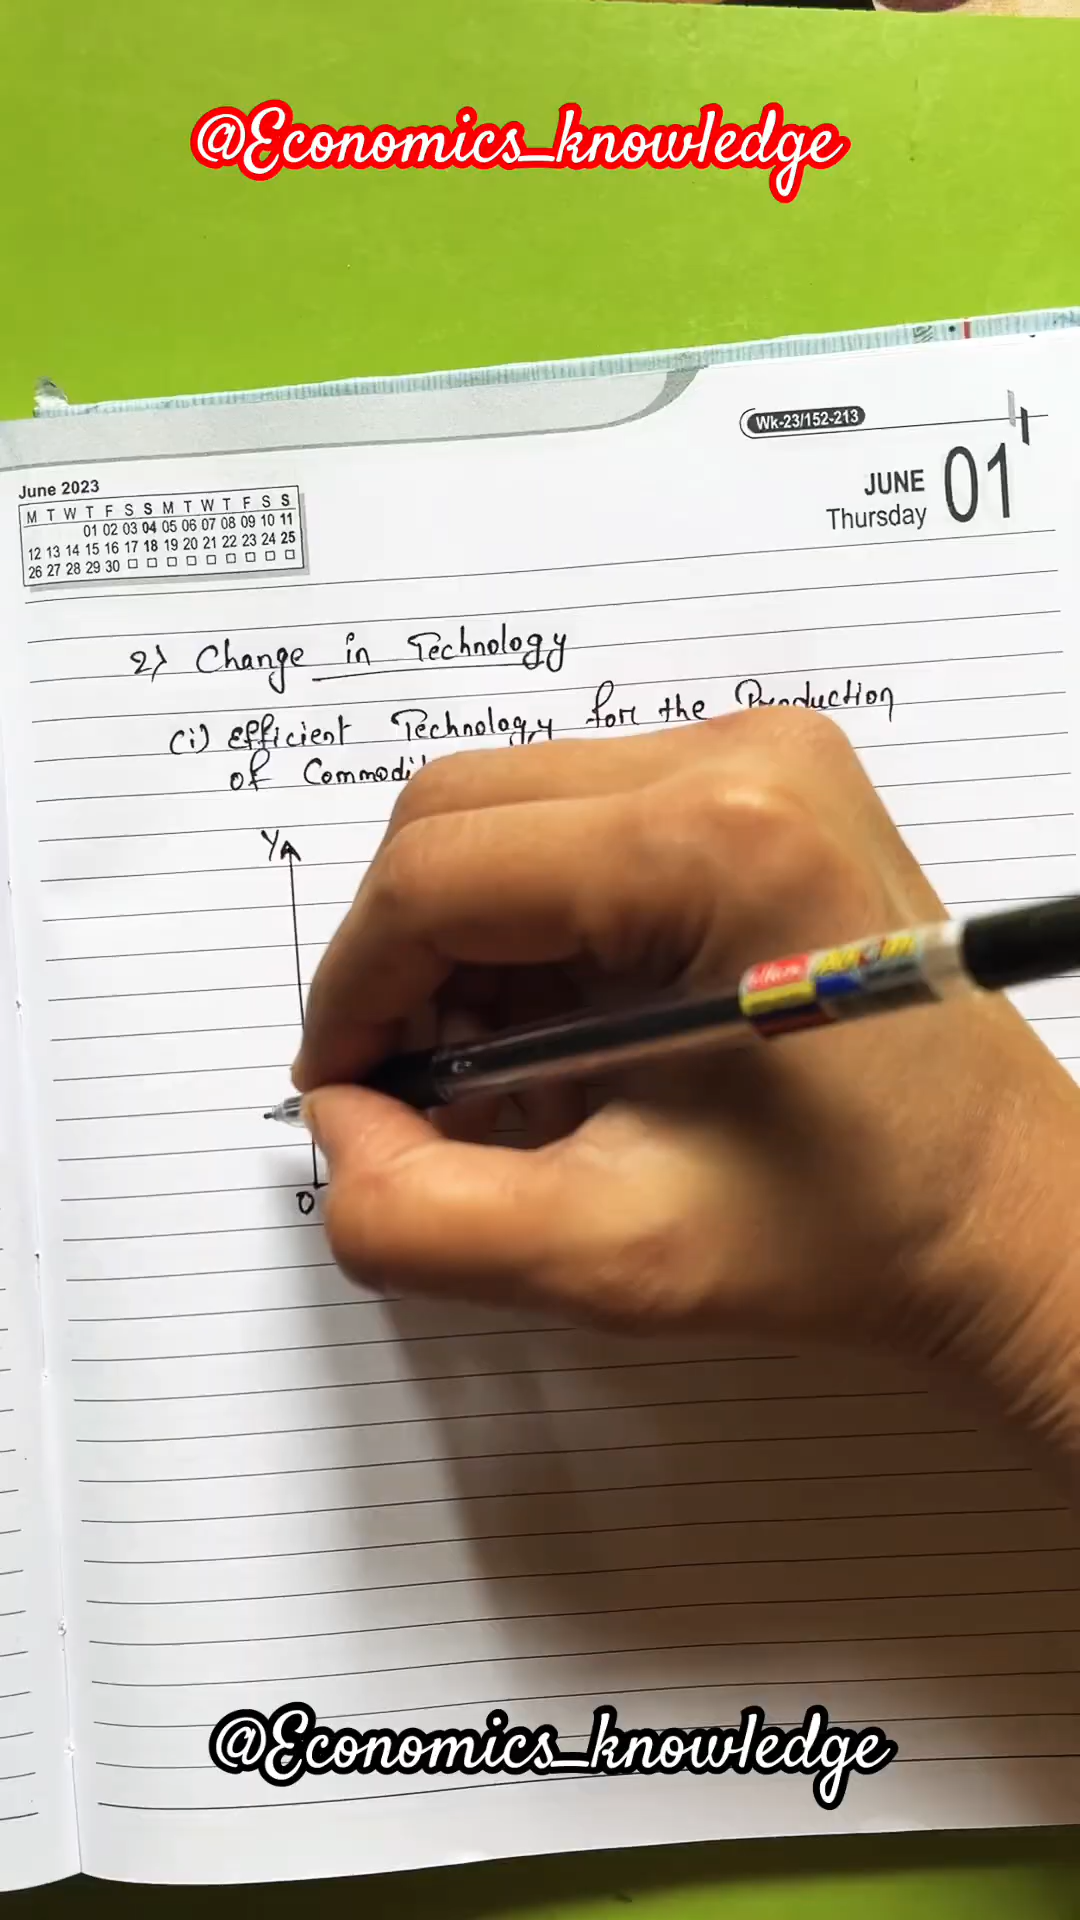 @Economics_knowledge
Wk-23/152-213
June 2023
M T W T F S S M T W T F S S
01 02 03 04 05 06 07 08 09 10 11
12 13 14 15 16 17 18 19 20 21 22 23 24 25
26 27 28 29 30
JUNE 01
Thursday
2) Change in Technology
(i) Efficient Technology for the Production
of
Y
O
@Economics_knowledge